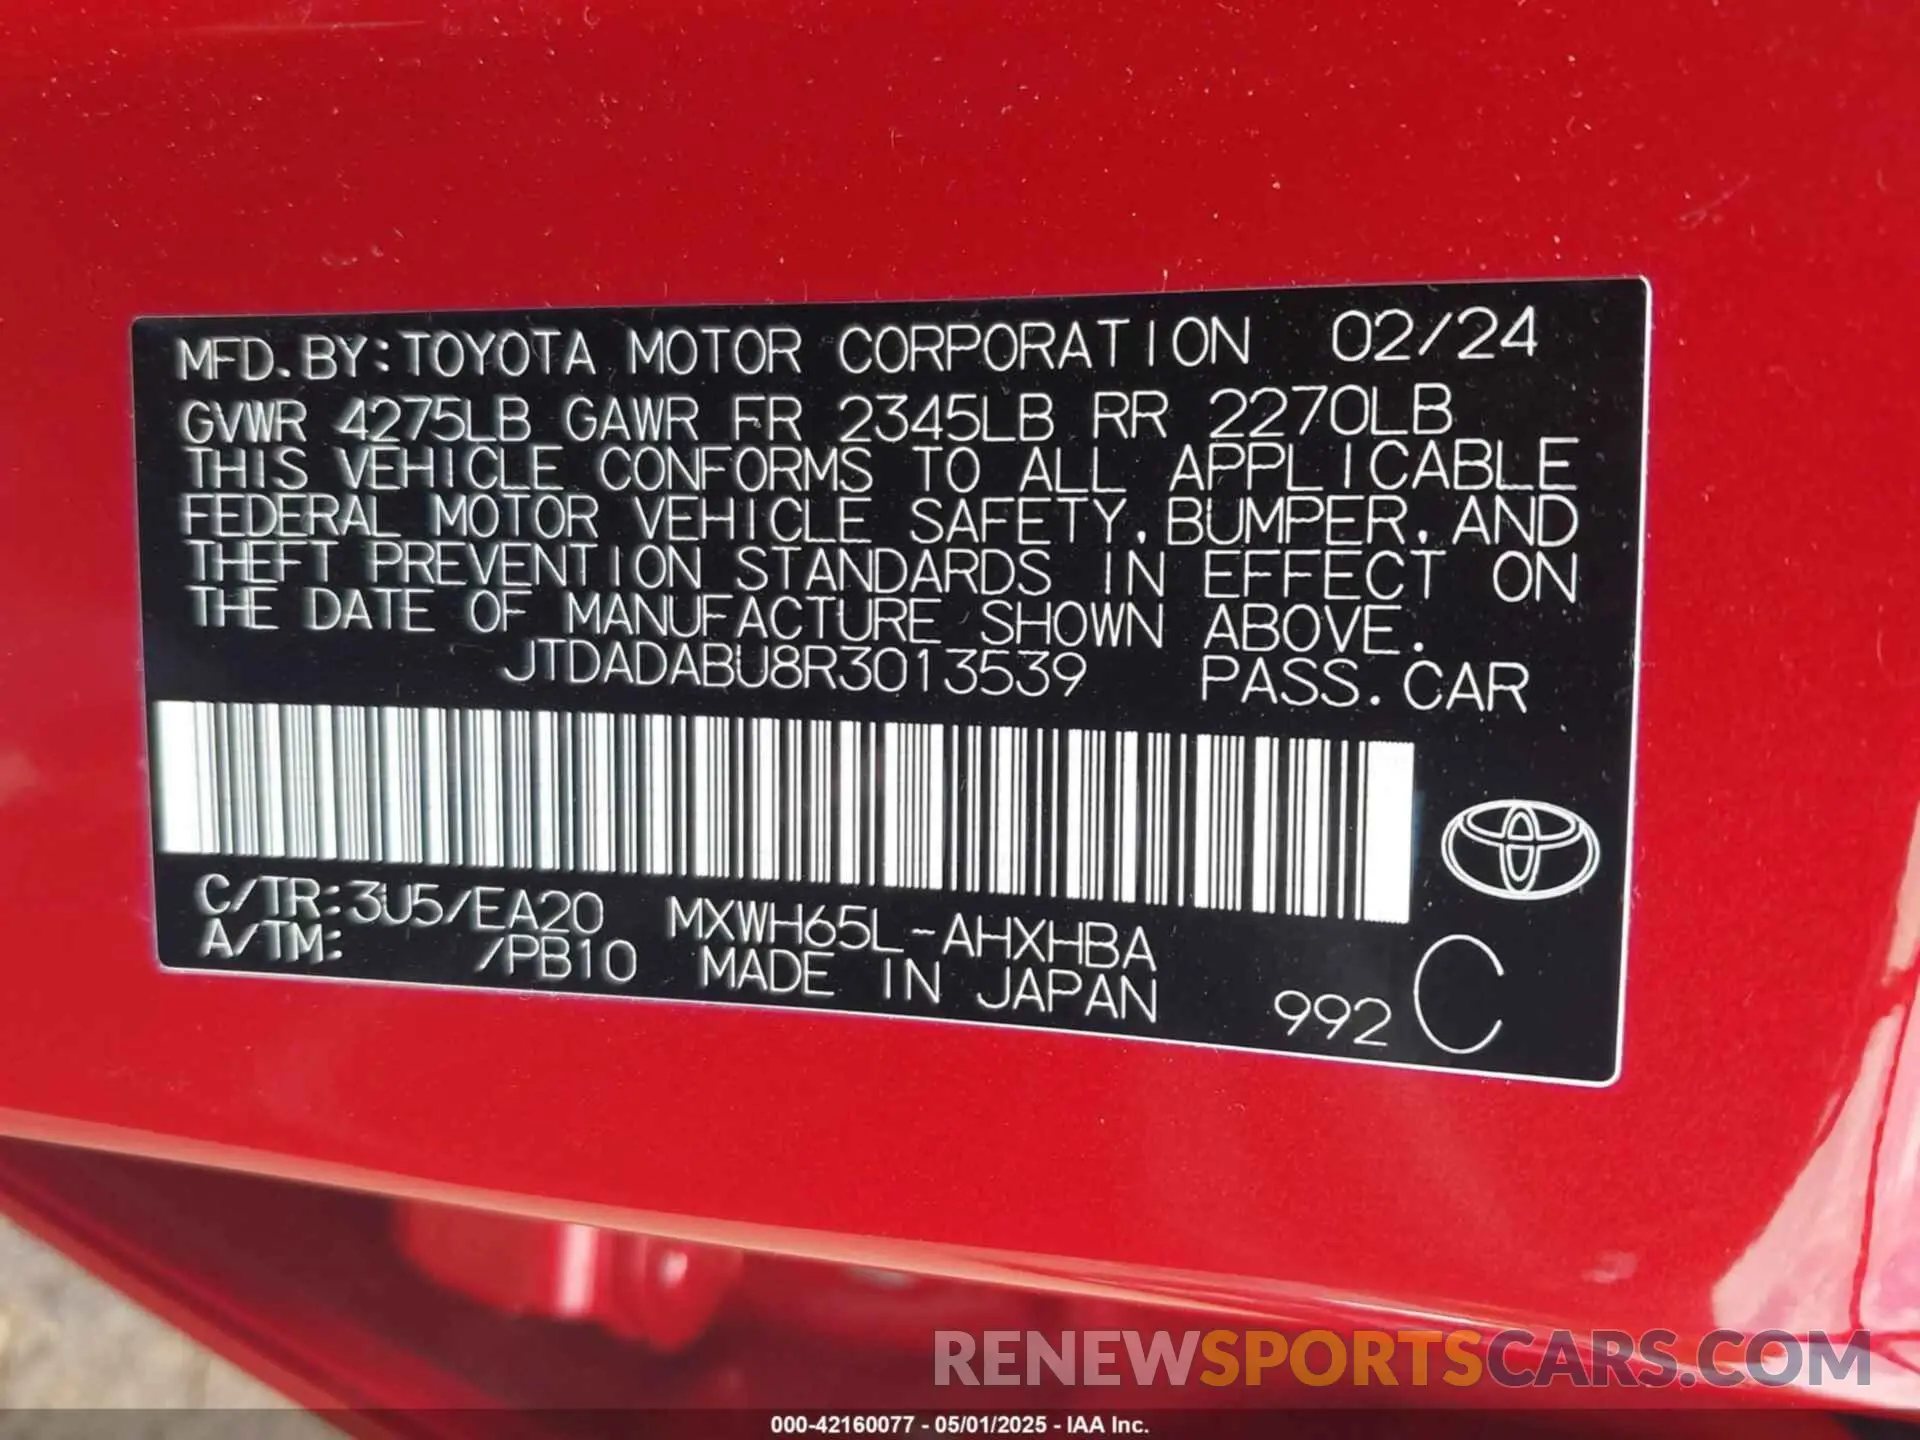 MFD. BY: TOYOTA MOTOR CORPORATION 02/24
GVWR 4275LB GAWR FR 2345LB RR 2270LB
THIS VEHICLE CONFORMS TO ALL APPLICABLE
FEDERAL MOTOR VEHICLE SAFETY, BUMPER, AND
THEFT PREVENTION STANDARDS IN EFFECT ON
THE DATE OF MANUFACTURE SHOWN ABOVE.
JTDADABU8R3013539 PASS. CAR
C/TR: 3U5/EA20 MXWH65L-AHXHBA
A/TM: /PB10 MADE IN JAPAN 992 C
RENEWSPORTSCARS.COM
000-42160077 - 05/01/2025 - IAA Inc.